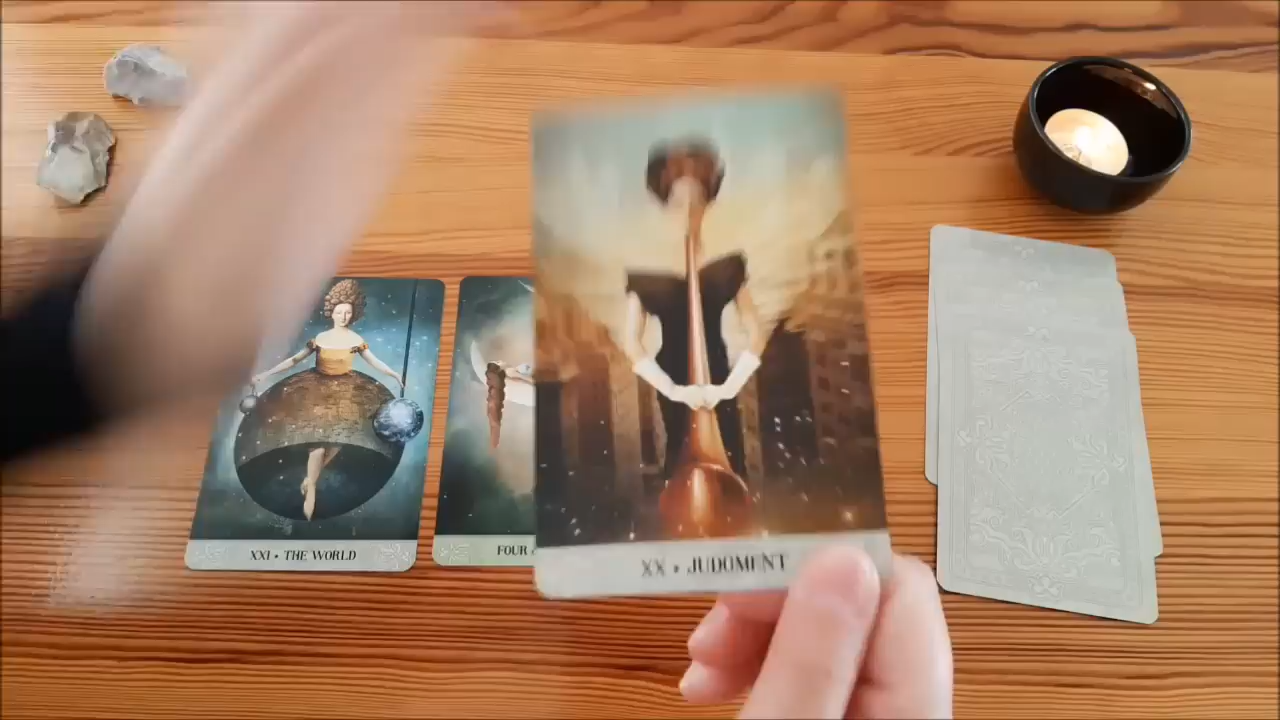 XXI • THE WORLD
FOUR
XX • JUDGMENT